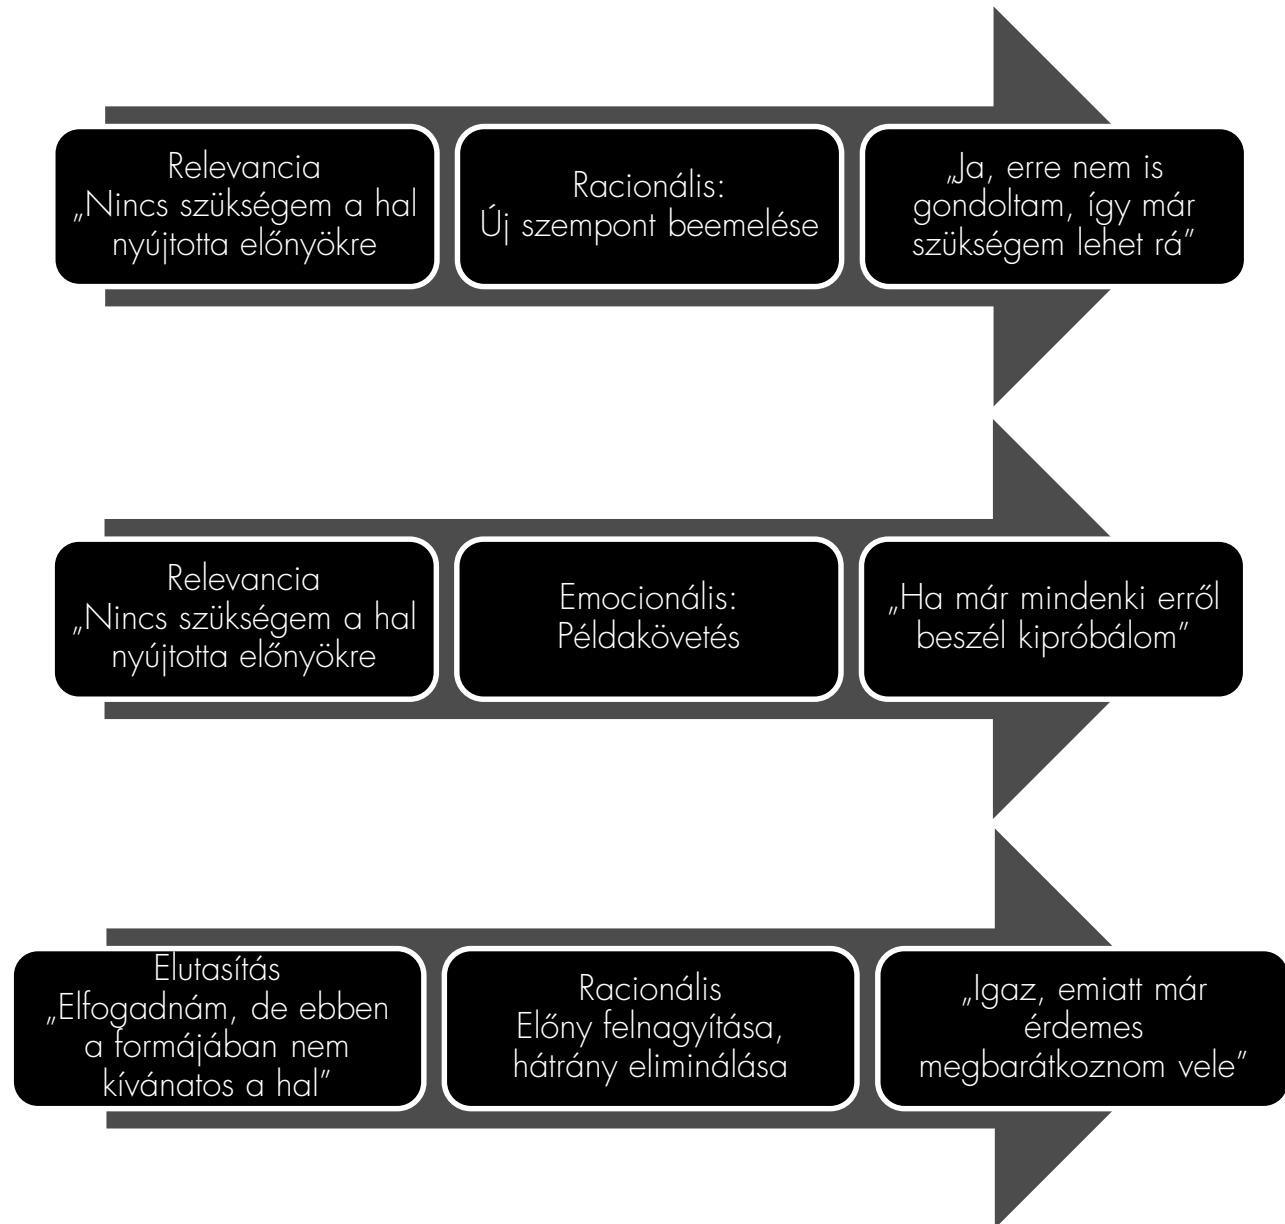 Relevancia
„Nincs szükségem a hal
nyújtotta előnyökre
Racionális:
Új szempont beemelése
„Ja, erre nem is
gondoltam, így már
szükségem lehet rá”
Relevancia
„Nincs szükségem a hal
nyújtotta előnyökre
Emocionális:
Példakövetés
„Ha már mindenki erről
beszél kipróbálom”
Elutasítás
„Elfogadnám, de ebben
a formájában nem
kívánatos a hal”
Racionális
Előny felnagyítása,
hátrány eliminálása
„Igaz, emiatt már
érdemes
megbarátkoznom vele”